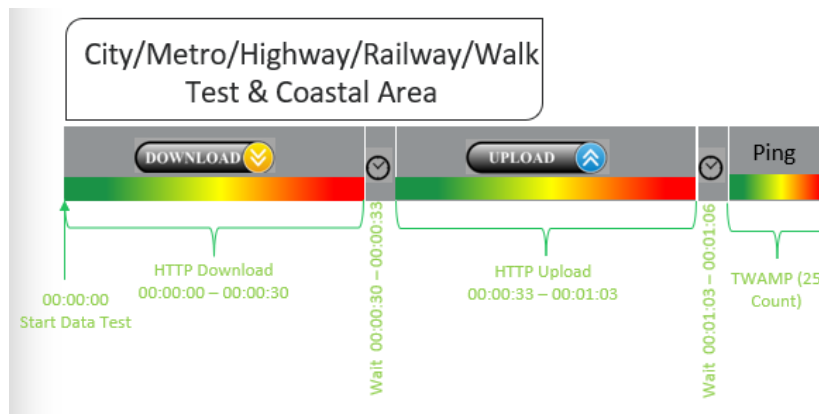 City/Metro/Highway/Railway/Walk
Test & Coastal Area
DOWNLOAD
UPLOAD
Ping
00:00:00
Start Data Test
HTTP Download
00:00:00 – 00:00:30
Wait 00:00:30 – 00:00:33
HTTP Upload
00:00:33 – 00:01:03
Wait 00:01:03 – 00:01:06
TWAMP (25
Count)